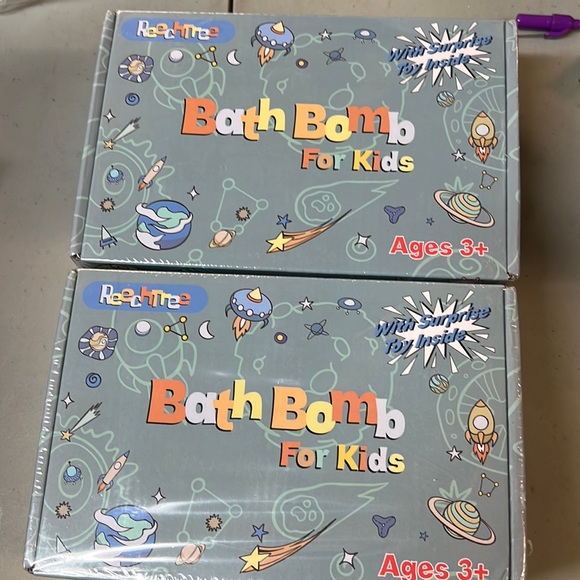 ReechTree
With Surprise
Toy Inside
Bath Bomb
For Kids
Ages 3+
ReechTree
With Surprise
Toy Inside
Bath Bomb
For Kids
Ages 3+